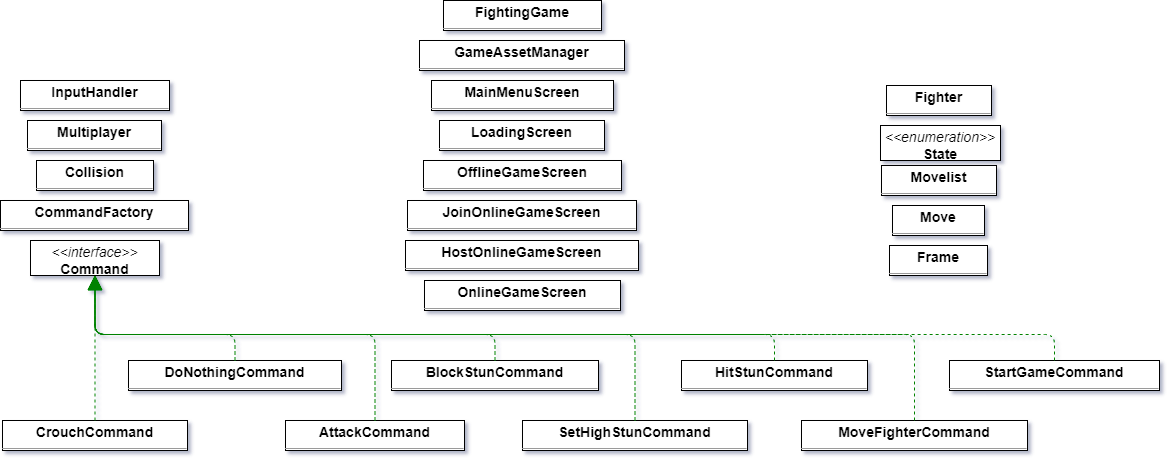 FightingGame
GameAssetManager
MainMenuScreen
LoadingScreen
OfflineGameScreen
JoinOnlineGameScreen
HostOnlineGameScreen
OnlineGameScreen
InputHandler
Multiplayer
Collision
CommandFactory
<<interface>>
Command
Fighter
<<enumeration>>
State
Movelist
Move
Frame
DoNothingCommand
BlockStunCommand
HitStunCommand
StartGameCommand
CrouchCommand
AttackCommand
SetHighStunCommand
MoveFighterCommand